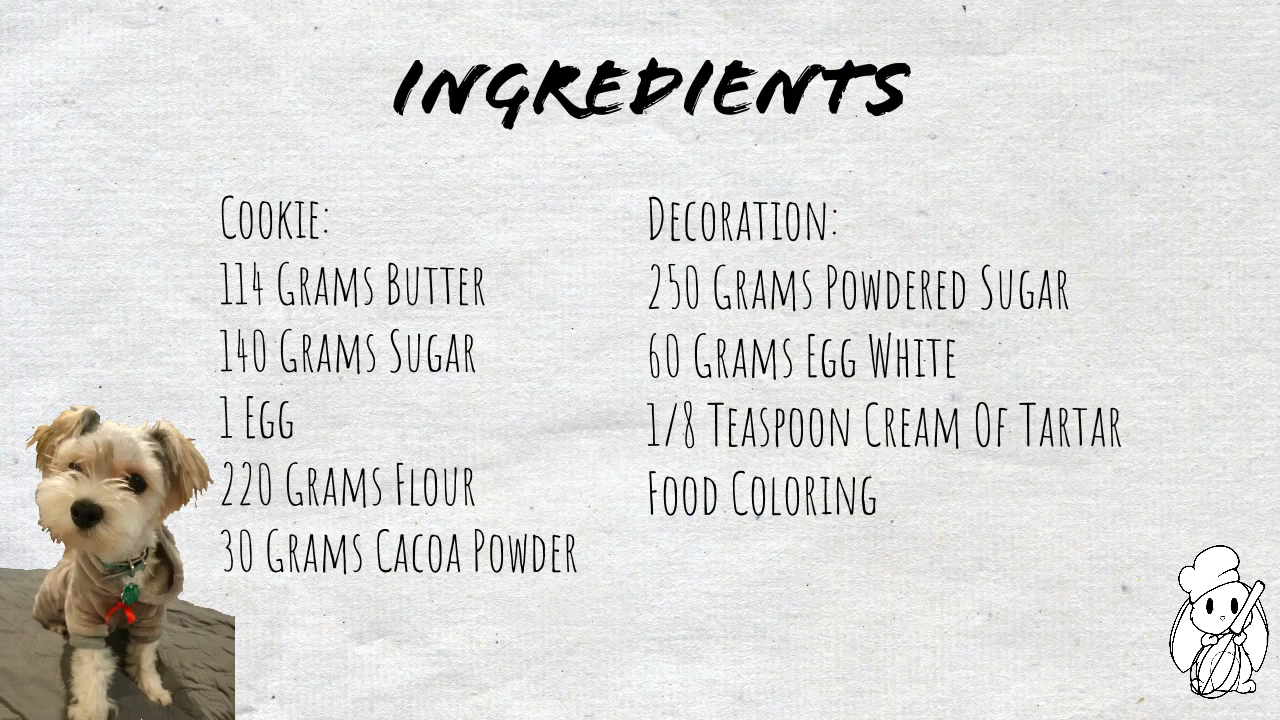 INGREDIENTS
Cookie:
114 Grams Butter
140 Grams Sugar
1 Egg
220 Grams Flour
30 Grams Cacoa Powder
Decoration:
250 Grams Powdered Sugar
60 Grams Egg White
1/8 Teaspoon Cream Of Tartar
Food Coloring